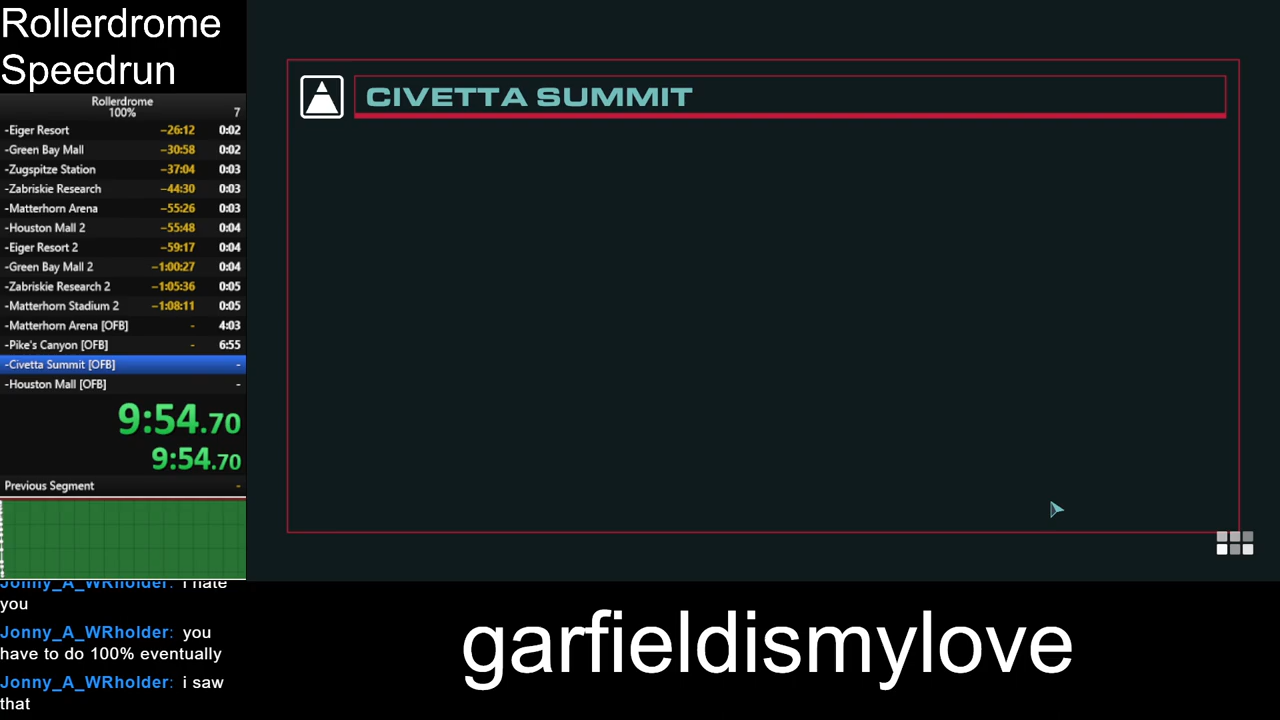 Rollerdrome
Speedrun
Rollerdrome
100% 7
-Eiger Resort -26:12 0:02
-Green Bay Mall -30:58 0:02
-Zugspitze Station -37:04 0:03
-Zabriskie Research -44:30 0:03
-Matterhorn Arena -55:26 0:03
-Houston Mall 2 -55:48 0:04
-Eiger Resort 2 -59:17 0:04
-Green Bay Mall 2 -1:00:27 0:04
-Zabriskie Research 2 -1:05:36 0:05
-Matterhorn Stadium 2 -1:08:11 0:05
-Matterhorn Arena [OFB] - 4:03
-Pike's Canyon [OFB] - 6:55
-Civetta Summit [OFB] -
-Houston Mall [OFB] -
9:54.70
9:54.70
Previous Segment -
Jonny_A_WRholder: i hate
you
Jonny_A_WRholder: you
have to do 100% eventually
Jonny_A_WRholder: i saw
that
CIVETTA SUMMIT
garfieldismylove